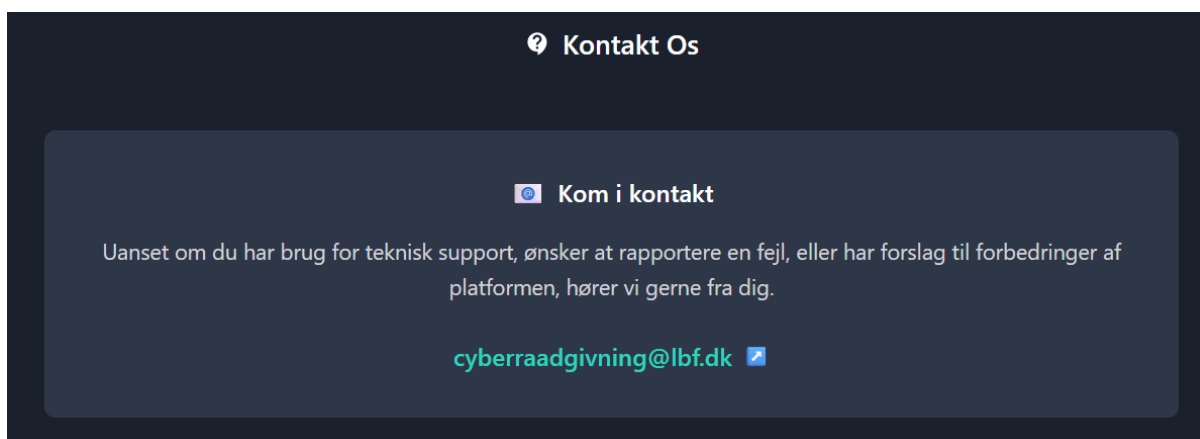 Kontakt Os
Kom i kontakt
Uanset om du har brug for teknisk support, ønsker at rapportere en fejl, eller har forslag til forbedringer af
platformen, hører vi gerne fra dig.
cyberraadgivning@lbf.dk